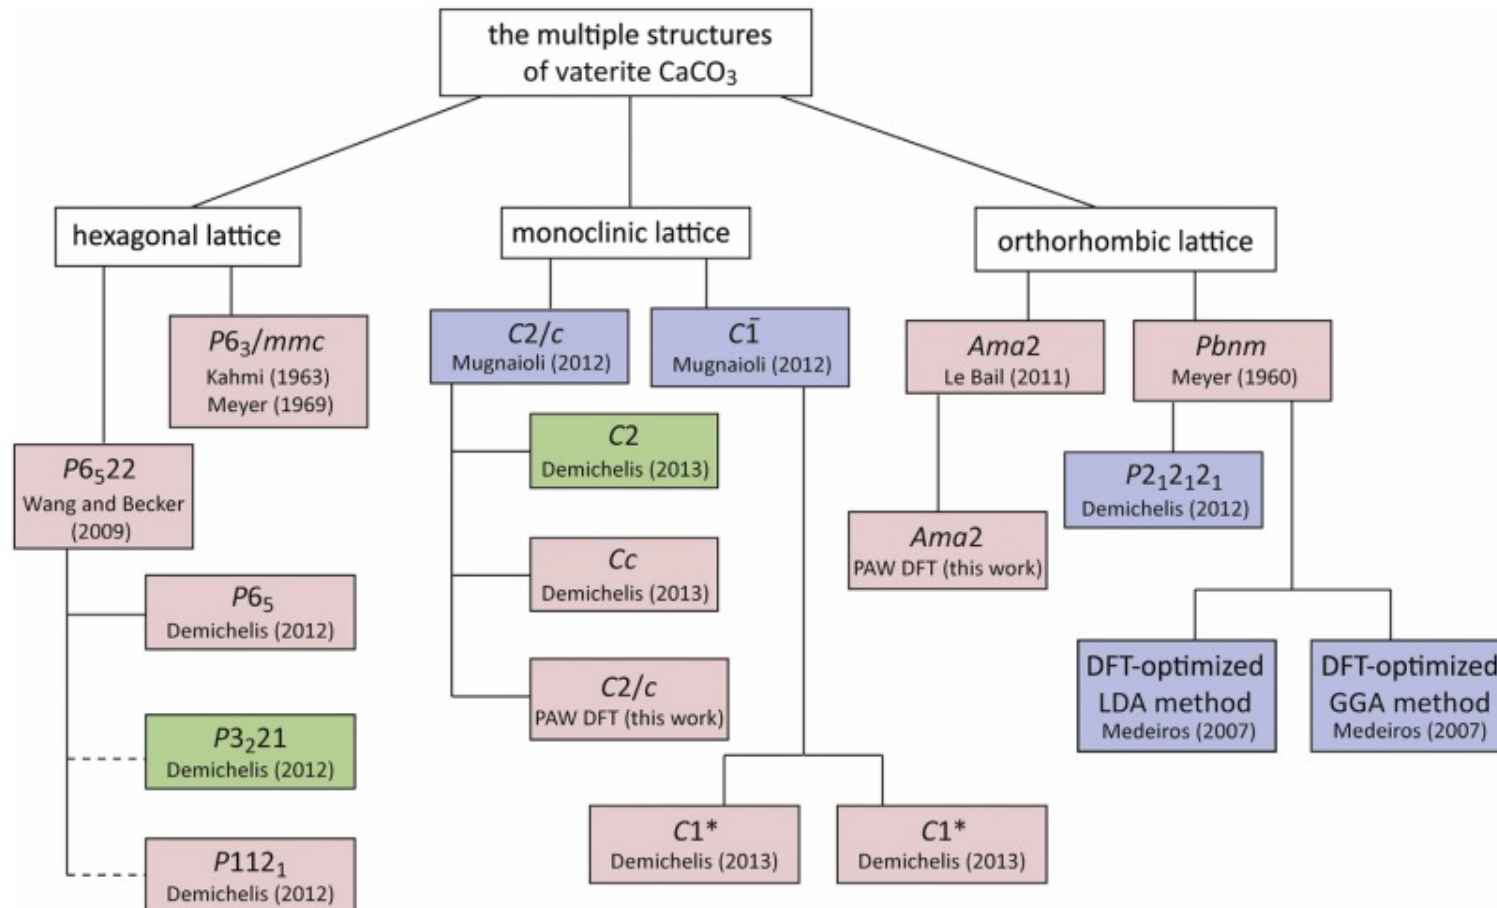 the multiple structures
of vaterite CaCO₃
hexagonal lattice
monoclinic lattice
orthorhombic lattice
P6₃/mmc
Kahmi (1963)
Meyer (1969)
P6₅22
Wang and Becker
(2009)
P6₅
Demichelis (2012)
P3₂21
Demichelis (2012)
P112₁
Demichelis (2012)
C2/c
Mugnaioli (2012)
C1̄
Mugnaioli (2012)
C2
Demichelis (2013)
Cc
Demichelis (2013)
C2/c
PAW DFT (this work)
C1*
Demichelis (2013)
C1*
Demichelis (2013)
Ama2
Le Bail (2011)
Ama2
PAW DFT (this work)
Pbnm
Meyer (1960)
P2₁2₁2₁
Demichelis (2012)
DFT-optimized
LDA method
Medeiros (2007)
DFT-optimized
GGA method
Medeiros (2007)